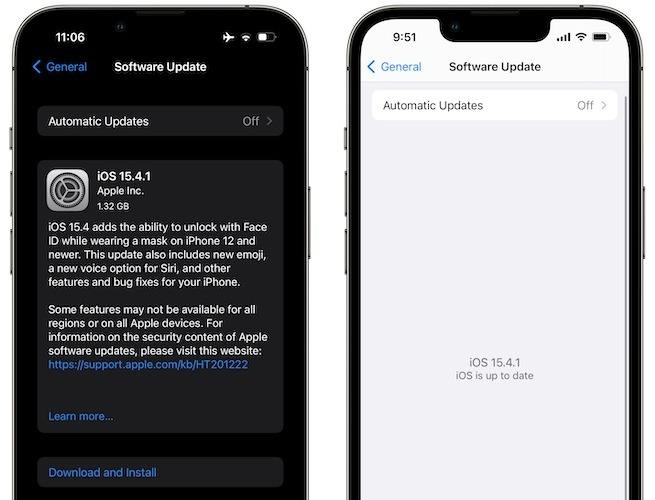 11:06
General
Software Update
Automatic Updates
Off
iOS 15.4.1
Apple Inc.
1.32 GB
iOS 15.4 adds the ability to unlock with Face
ID while wearing a mask on iPhone 12 and
newer. This update also includes new emoji,
a new voice option for Siri, and other
features and bug fixes for your iPhone.
Some features may not be available for all
regions or on all Apple devices. For
information on the security content of Apple
software updates, please visit this website:
https://support.apple.com/kb/HT201222
Learn more...
Download and Install
9:51
General
Software Update
Automatic Updates
Off
iOS 15.4.1
iOS is up to date